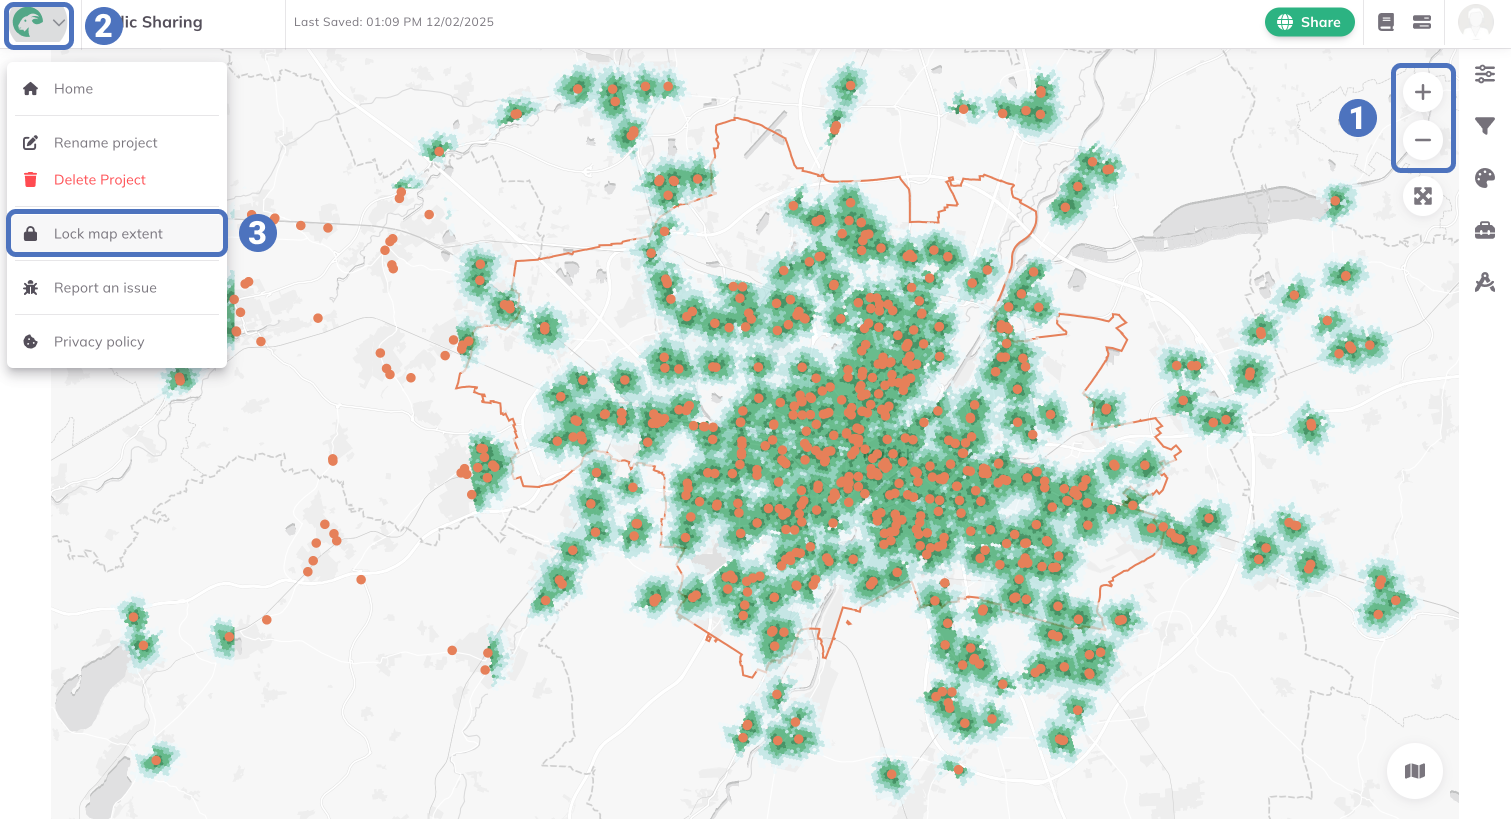 2
lic Sharing
Last Saved: 01:09 PM 12/02/2025
Share
Home
Rename project
Delete Project
Lock map extent
3
Report an issue
Privacy policy
1